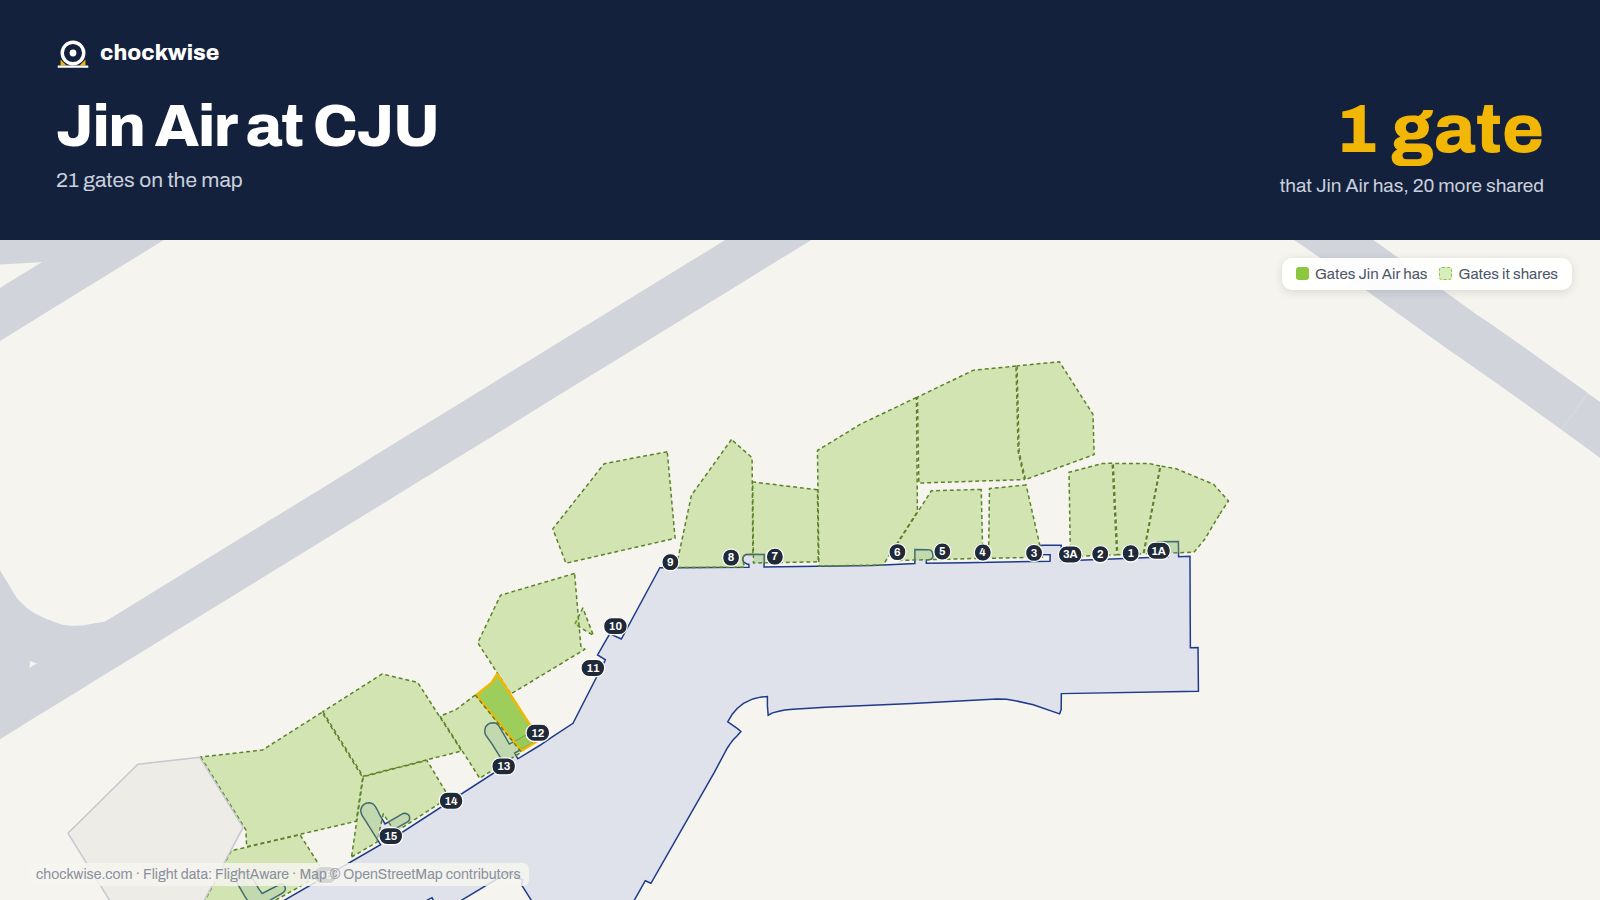 chockwise
Jin Air at CJU
21 gates on the map
1 gate
that Jin Air has, 20 more shared
Gates Jin Air has
Gates it shares
9
8
7
6
5
4
3
3A
2
1
1A
10
11
12
13
14
15
chockwise.com · Flight data: FlightAware · Map © OpenStreetMap contributors